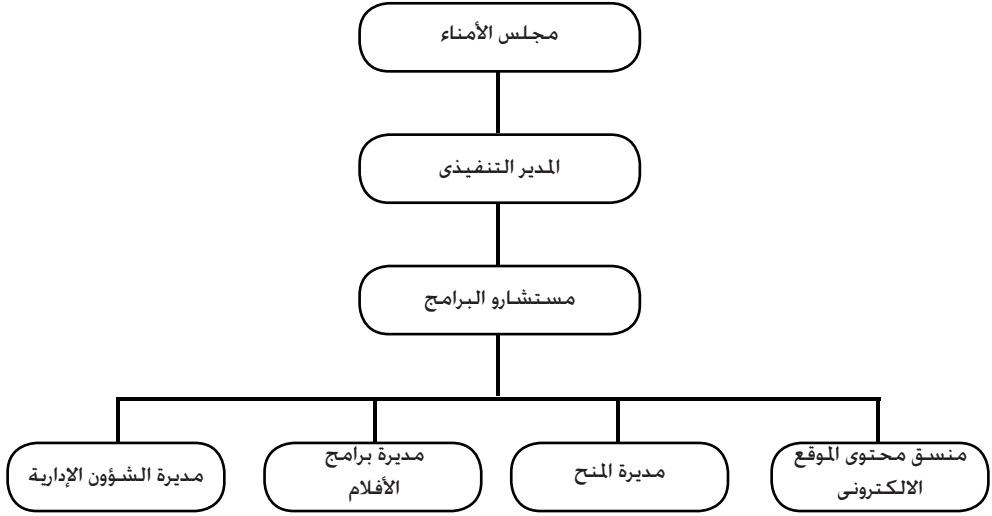 مجلس الأمناء
المدير التنفيذى
مستشارو البرامج
منسق محتوى الموقع
الالكترونى
مديرة المنح
مديرة برامج
الأفلام
مديرة الشؤون الإدارية